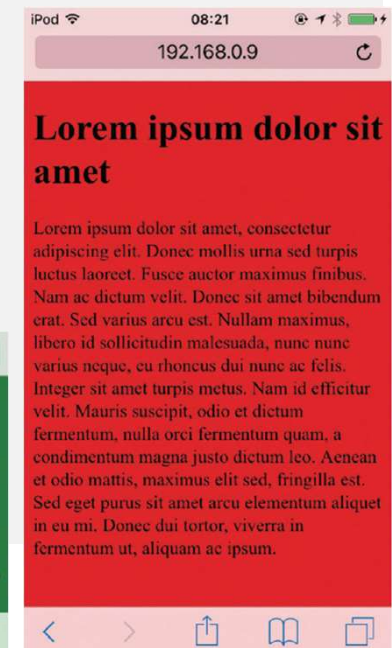 iPod
08:21
192.168.0.9
Lorem ipsum dolor sit
amet
Lorem ipsum dolor sit amet, consectetur
adipiscing elit. Donec mollis urna sed turpis
luctus laoreet. Fusce auctor maximus finibus.
Nam ac dictum velit. Donec sit amet bibendum
erat. Sed varius arcu est. Nullam maximus,
libero id sollicitudin malesuada, nunc nunc
varius neque, eu rhoncus dui nunc ac felis.
Integer sit amet turpis metus. Nam id efficitur
velit. Mauris suscipit, odio et dictum
fermentum, nulla orci fermentum quam, a
condimentum magna justo dictum leo. Aenean
et odio mattis, maximus elit sed, fringilla est.
Sed eget purus sit amet arcu elementum aliquet
in eu mi. Donec dui tortor, viverra in
fermentum ut, aliquam ac ipsum.